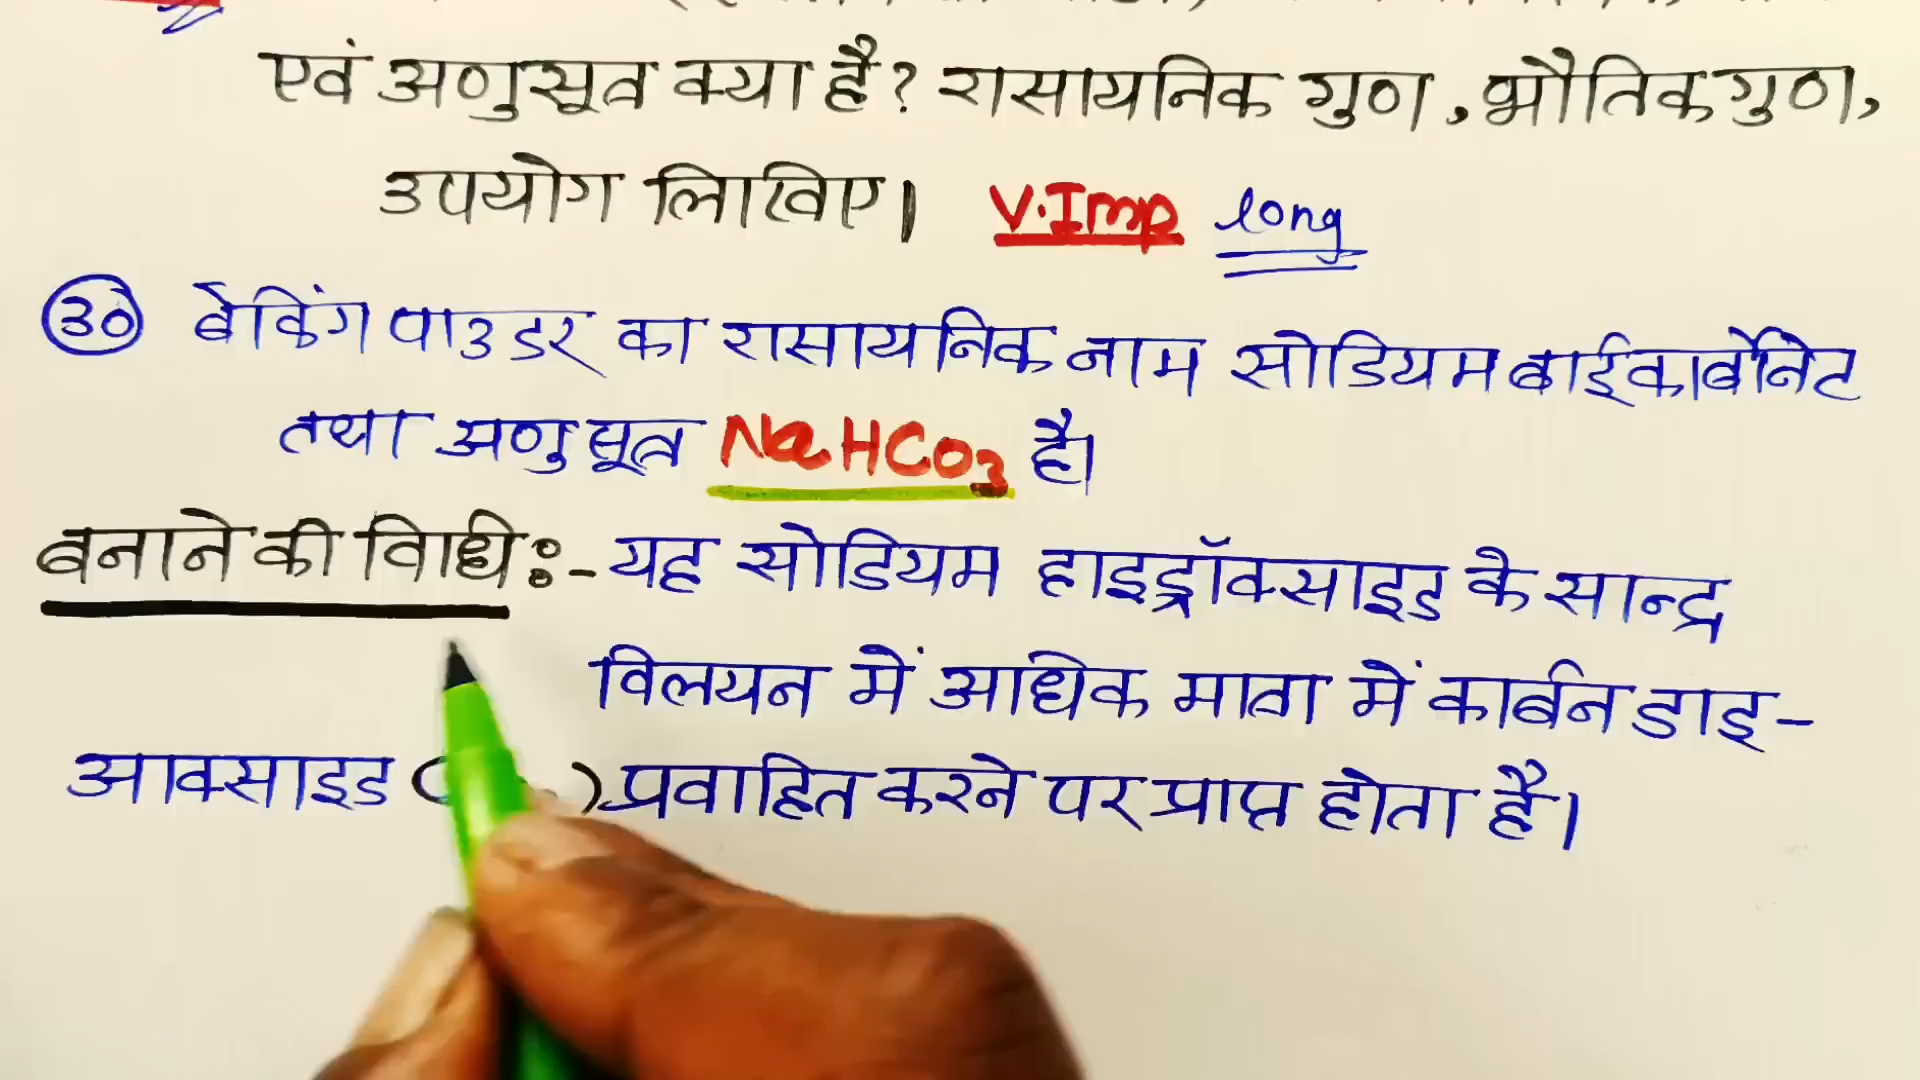 एवं अणुसूत्र क्या है? रासायनिक गुण, भौतिक गुण,
उपयोग लिखिए। V.Imp long
उ० बेकिंग पाउडर का रासायनिक नाम सोडियम बाईकार्बोनेट
तथा अणुसूत्र NaHCO3 है।
बनाने की विधि:- यह सोडियम हाइड्रॉक्साइड के सान्द्र
विलयन में अधिक मात्रा में कार्बन डाइ-
आक्साइड ( ) प्रवाहित करने पर प्राप्त होता है।